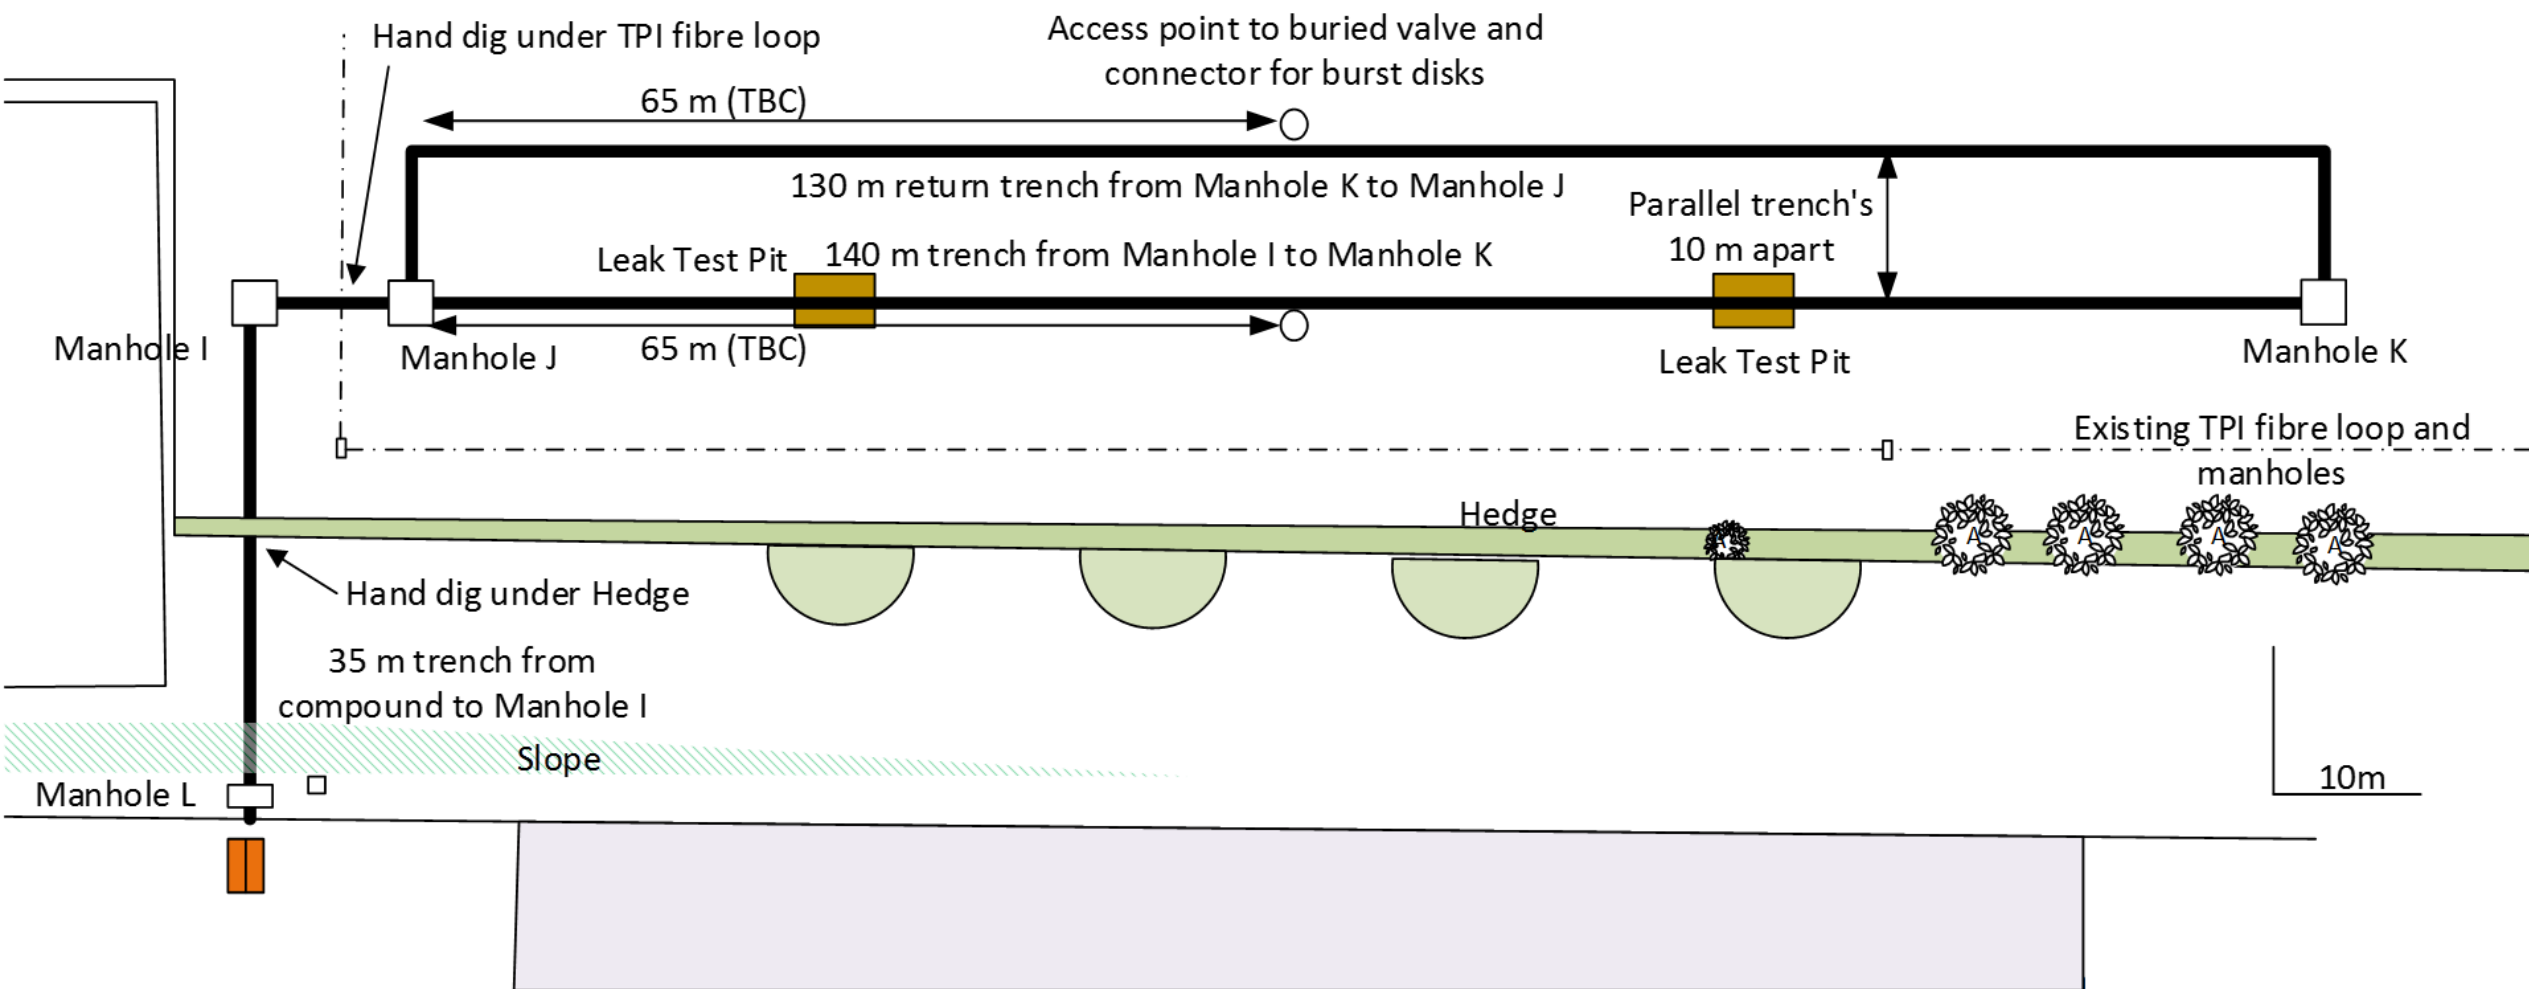 Hand dig under TPI fibre loop
Access point to buried valve and
connector for burst disks
65 m (TBC)
130 m return trench from Manhole K to Manhole J
Parallel trench's
10 m apart
Leak Test Pit
140 m trench from Manhole I to Manhole K
Manhole I
Manhole J
65 m (TBC)
Leak Test Pit
Manhole K
Existing TPI fibre loop and
manholes
Hedge
A
A
A
A
Hand dig under Hedge
35 m trench from
compound to Manhole I
Slope
Manhole L
10m